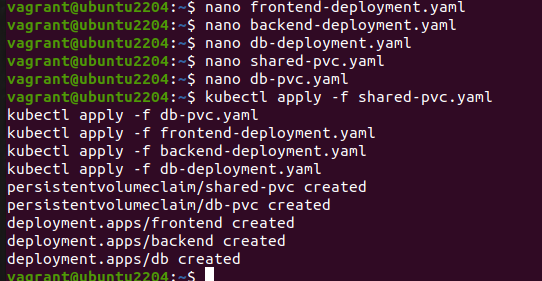 vagrant@ubuntu2204:~$ nano frontend-deployment.yaml
vagrant@ubuntu2204:~$ nano backend-deployment.yaml
vagrant@ubuntu2204:~$ nano db-deployment.yaml
vagrant@ubuntu2204:~$ nano shared-pvc.yaml
vagrant@ubuntu2204:~$ nano db-pvc.yaml
vagrant@ubuntu2204:~$ kubectl apply -f shared-pvc.yaml
kubectl apply -f db-pvc.yaml
kubectl apply -f frontend-deployment.yaml
kubectl apply -f backend-deployment.yaml
kubectl apply -f db-deployment.yaml
persistentvolumeclaim/shared-pvc created
persistentvolumeclaim/db-pvc created
deployment.apps/frontend created
deployment.apps/backend created
deployment.apps/db created
vagrant@ubuntu2204:~$